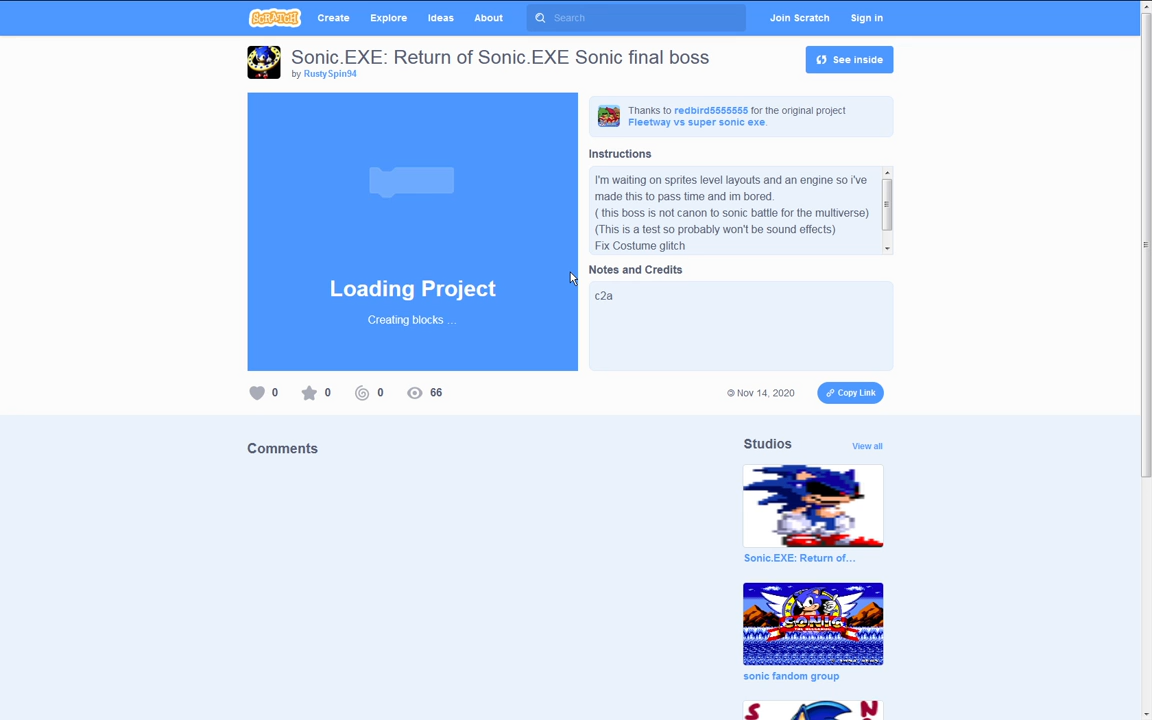 SCRATCH Create Explore Ideas About Search Join Scratch Sign in
Sonic.EXE: Return of Sonic.EXE Sonic final boss
by RustySpin94
See inside
Loading Project
Creating blocks ...
Thanks to redbird5555555 for the original project
Fleetway vs super sonic exe.
Instructions
I'm waiting on sprites level layouts and an engine so i've
made this to pass time and im bored.
( this boss is not canon to sonic battle for the multiverse)
(This is a test so probably won't be sound effects)
Fix Costume glitch
Notes and Credits
c2a
0 0 0 66
Nov 14, 2020
Copy Link
Comments
Studios
View all
Sonic.EXE: Return of...
SONIC
THE HEDGEHOG
sonic fandom group
S N